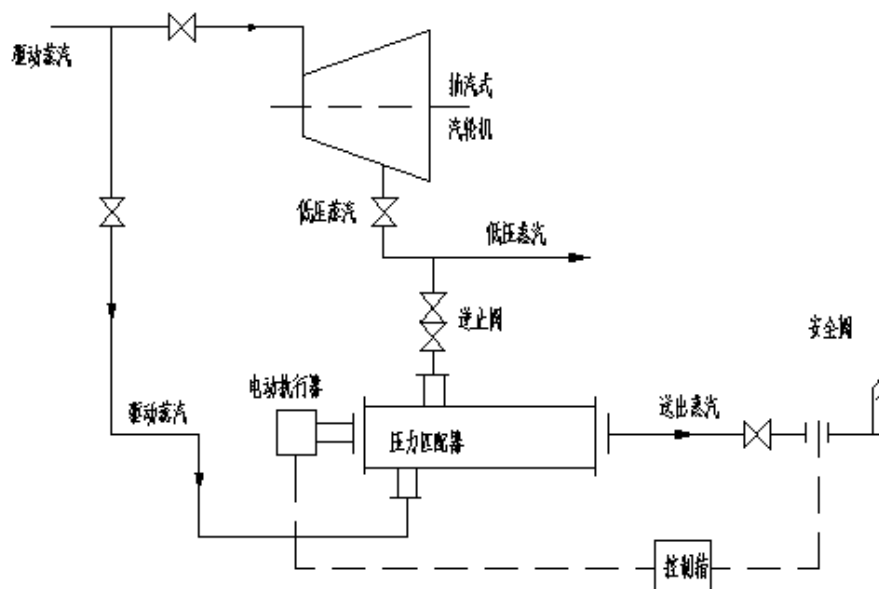 驱动蒸汽
抽汽式
汽轮机
低压蒸汽
低压蒸汽
逆止阀
安全阀
电动执行器
驱动蒸汽
送出蒸汽
压力匹配器
控制箱